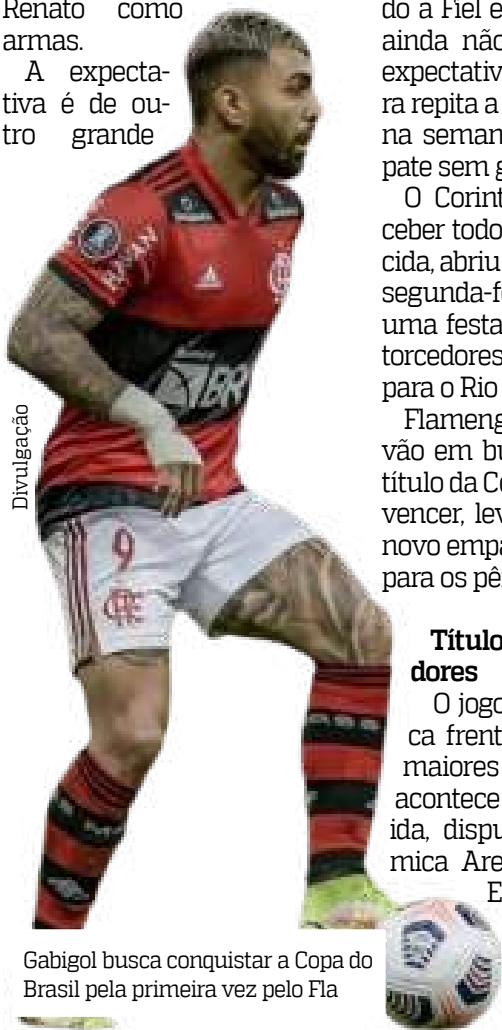 Renato como
armas.
A expecta-
tiva é de ou-
tro grande
do a Fiel e
ainda não
expectativ
ra repita a
na seman
pate sem g
O Corint
ceber todo
cida, abriu
segunda-fe
uma festa
torcedores
para o Rio
Flameng
vão em bu
título da Co
vencer, lev
novo empa
para os pê
Título
dores
O jogo
ca frent
maiores
acontece
ida, dispu
mica Are
E
Divulgação
BR
9
Gabigol busca conquistar a Copa do
Brasil pela primeira vez pelo Fla